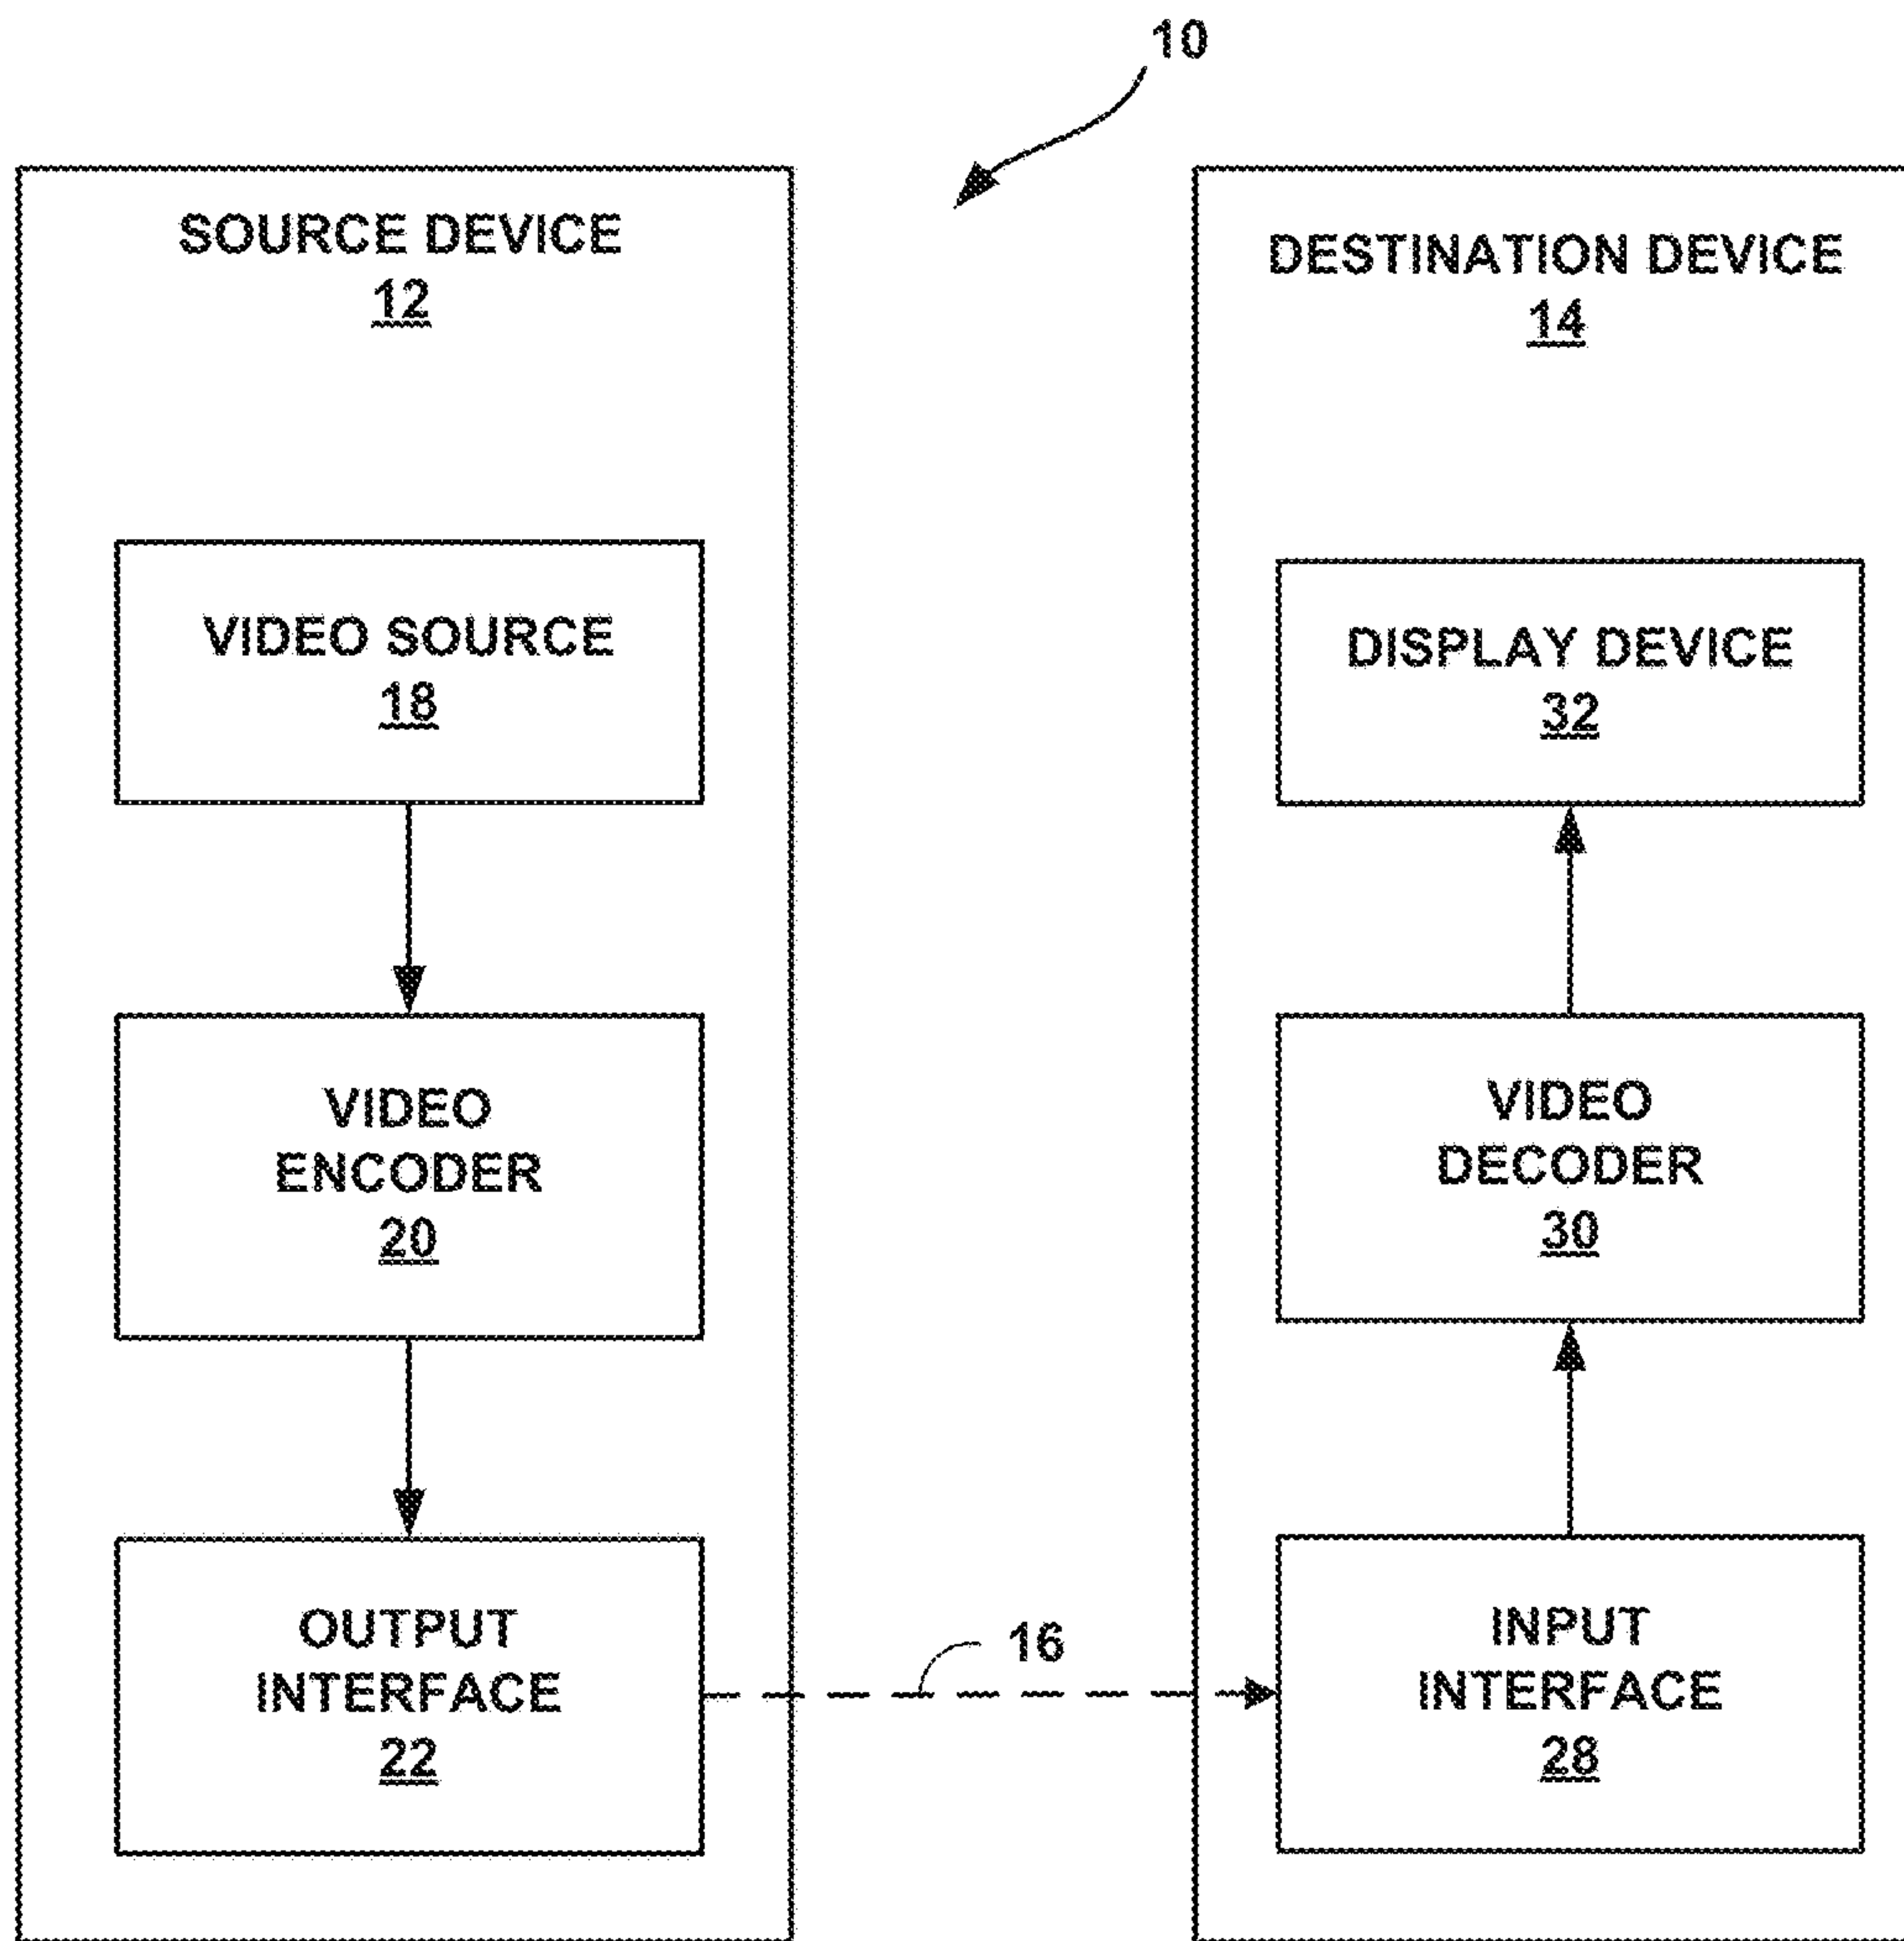 10
SOURCE DEVICE
12
VIDEO SOURCE
18
VIDEO
ENCODER
20
OUTPUT
INTERFACE
22
16
DESTINATION DEVICE
14
DISPLAY DEVICE
32
VIDEO
DECODER
30
INPUT
INTERFACE
28